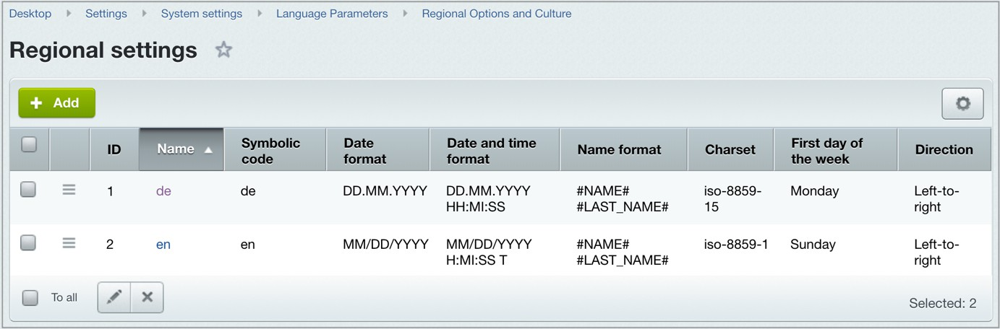 Desktop Settings System settings Language Parameters Regional Options and Culture
Regional settings
Add
ID Name Symbolic code Date format Date and time format Name format Charset First day of the week Direction
1 de de DD.MM.YYYY DD.MM.YYYY HH:MI:SS #NAME# #LAST_NAME# iso-8859-15 Monday Left-to-right
2 en en MM/DD/YYYY MM/DD/YYYY H:MI:SS T #NAME# #LAST_NAME# iso-8859-1 Sunday Left-to-right
To all
Selected: 2